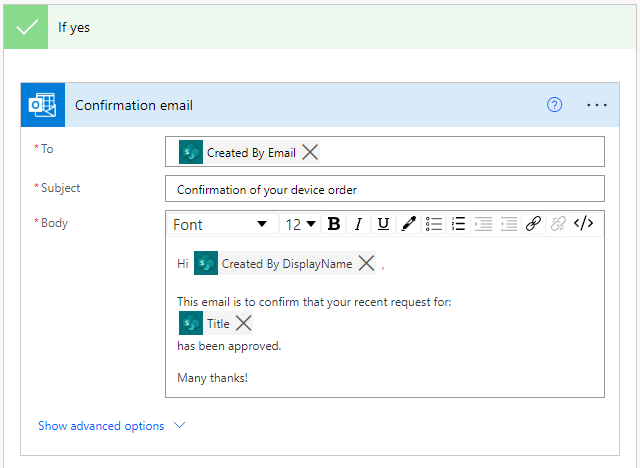 If yes
Confirmation email
* To
Created By Email
* Subject
Confirmation of your device order
* Body
Font 12 B I U </>
Hi Created By DisplayName ,
This email is to confirm that your recent request for:
Title
has been approved.
Many thanks!
Show advanced options